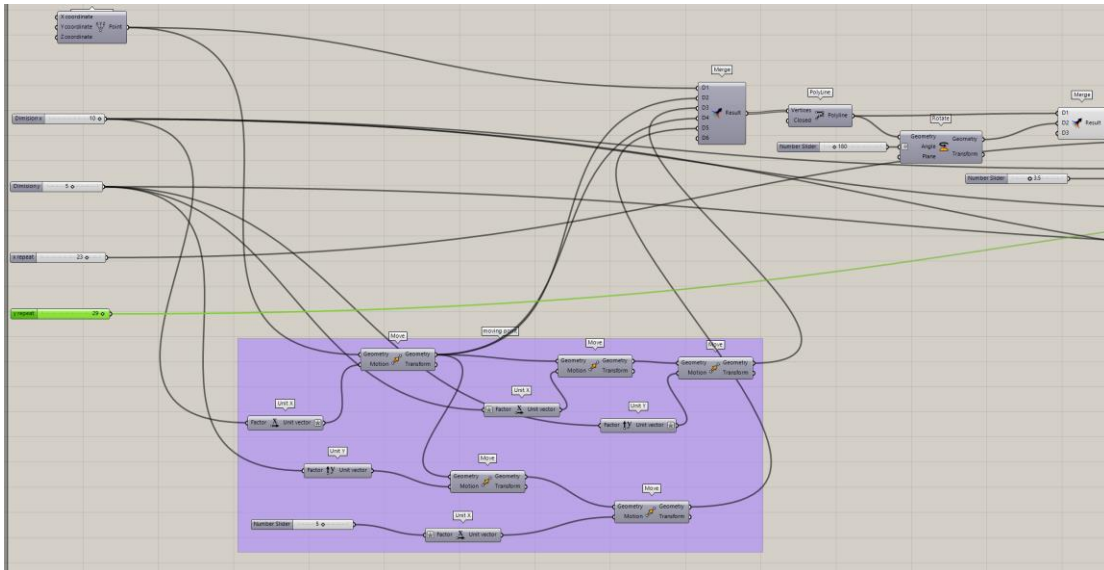 X coordinate
Y coordinate
Z coordinate
Point
Dimision x
10
Dimision y
5
x repeat
23
y repeat
29
Merge
D1
D2
D3
D4
D5
D6
Result
PolyLine
Vertices
Closed
Polyline
Rotate
Geometry
Angle
Plane
Geometry
Transform
Number Slider
180
Merge
D1
D2
D3
Result
Number Slider
3.5
moving point
Move
Geometry
Motion
Geometry
Transform
Move
Geometry
Motion
Geometry
Transform
Move
Geometry
Motion
Geometry
Transform
Unit X
Factor
Unit vector
Unit X
Factor
Unit vector
Unit Y
Factor
Unit vector
Unit Y
Factor
Unit vector
Move
Geometry
Motion
Geometry
Transform
Move
Geometry
Motion
Geometry
Transform
Number Slider
5
Unit X
Factor
Unit vector